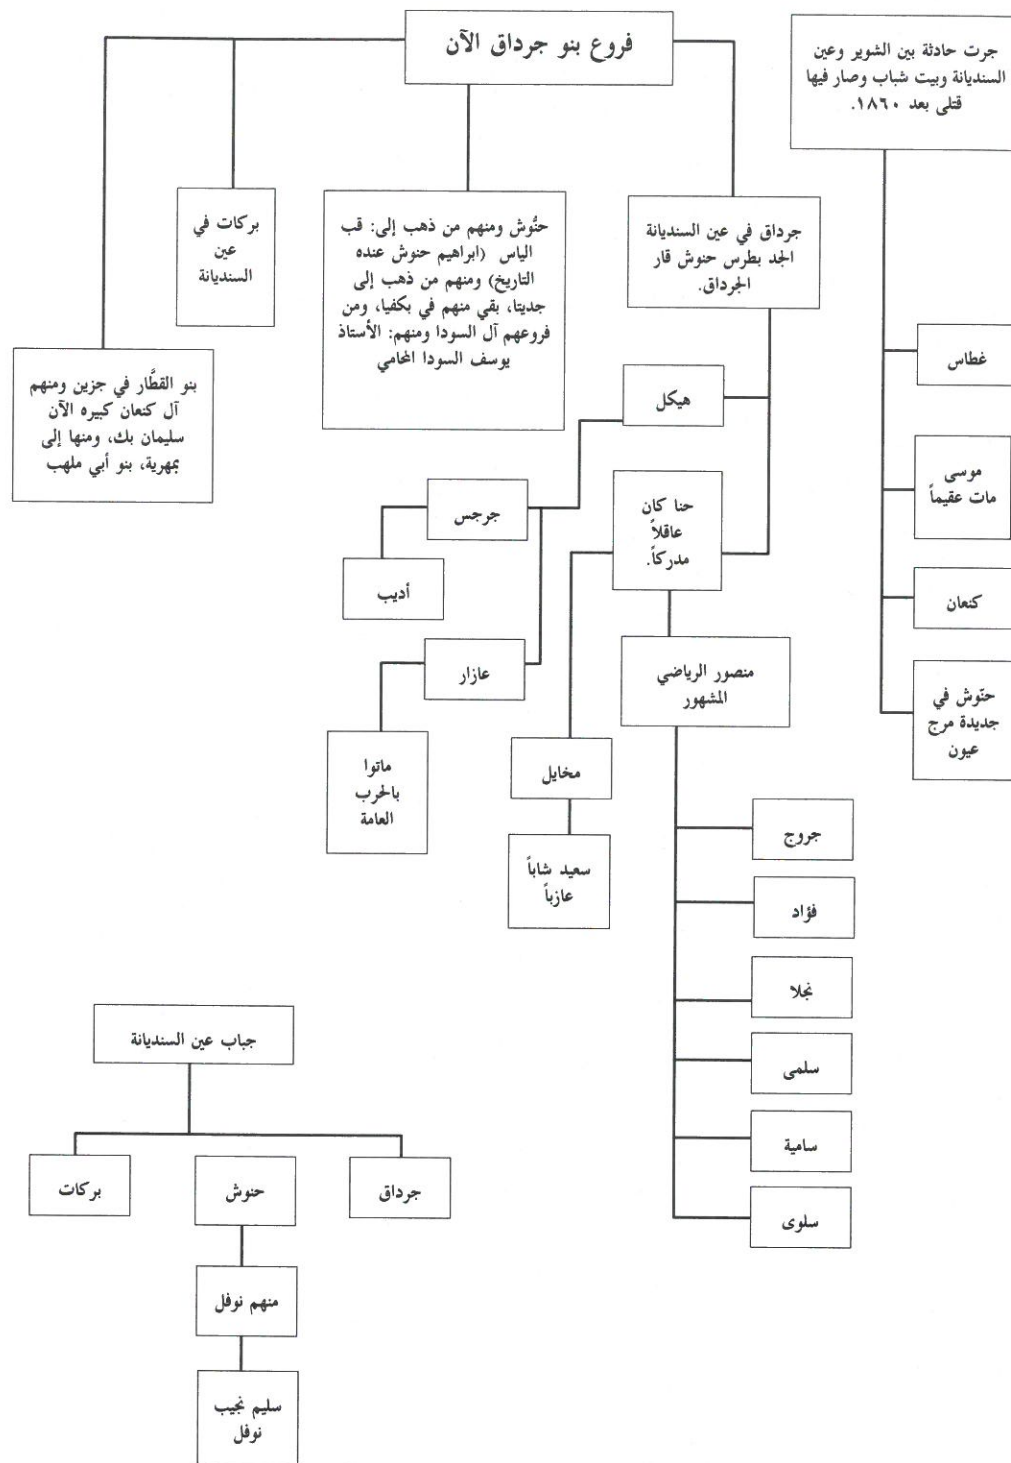 جرت حادثة بين الشوير وعين
السنديانة وبيت شباب وصار فيها
قتلى بعد ١٨٦٠.
غطاس
موسى
مات عقيماً
كنعان
حنّوش في
جديدة مرج
عيون
فروع بنو جرداق الآن
جرداق في عين السنديانة
الجد بطرس حنوش قار
الجرداق.
هيكل
جرجس
أديب
عازار
ماتوا
بالحرب
العامة
حنا كان
عاقلاً
مدركاً.
منصور الرياضي
المشهور
جروج
فؤاد
نجلا
سلمى
سامية
سلوى
مخايل
سعيد شاباً
عازباً
حنُّوش ومنهم من ذهب إلى: قب
الياس (ابراهيم حنوش عنده
التاريخ) ومنهم من ذهب إلى
جديتا، بقي منهم في بكفيا، ومن
فروعهم آل السودا ومنهم: الأستاذ
يوسف السودا المحامي
بركات في
عين
السنديانة
بنو القطَّار في جزين ومنهم
آل كنعان كبيره الآن
سليمان بك، ومنها إلى
بمهرية، بنو أبي ملهب
جباب عين السنديانة
جرداق
حنوش
بركات
منهم نوفل
سليم نجيب
نوفل